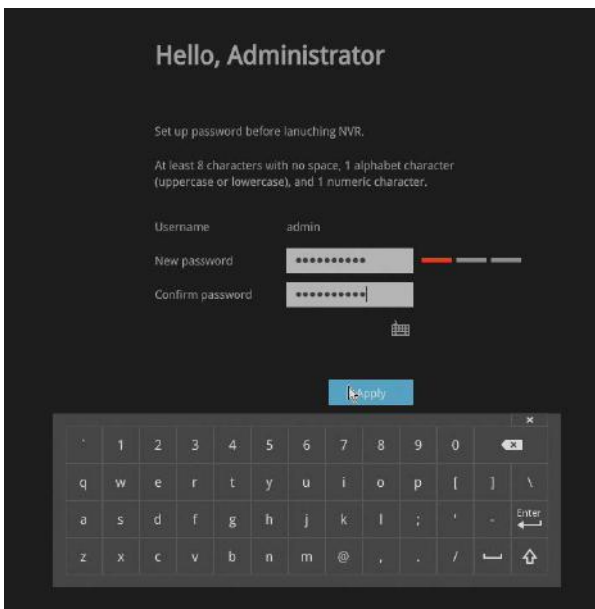 Hello, Administrator
Set up password before lanuching NVR.
At least 8 characters with no space, 1 alphabet character
(uppercase or lowercase), and 1 numeric character.
Username admin
New password ••••••••••
Confirm password ••••••••••
Apply
×
` 1 2 3 4 5 6 7 8 9 0
q w e r t y u i o p [ ] \
a s d f g h j k l ; ' - Enter
z x c v b n m @ , . /